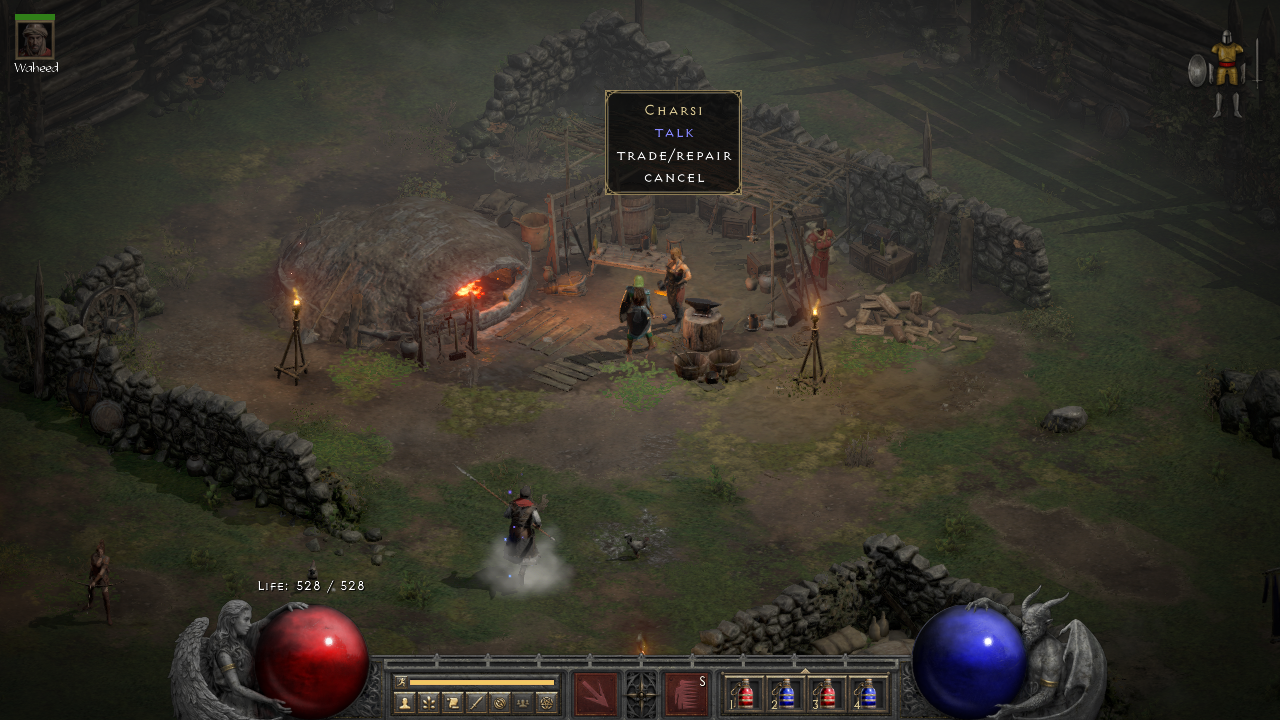 Waheed
Charsi
TALK
TRADE/REPAIR
CANCEL
Life: 528 / 528
S
1 2 3 4